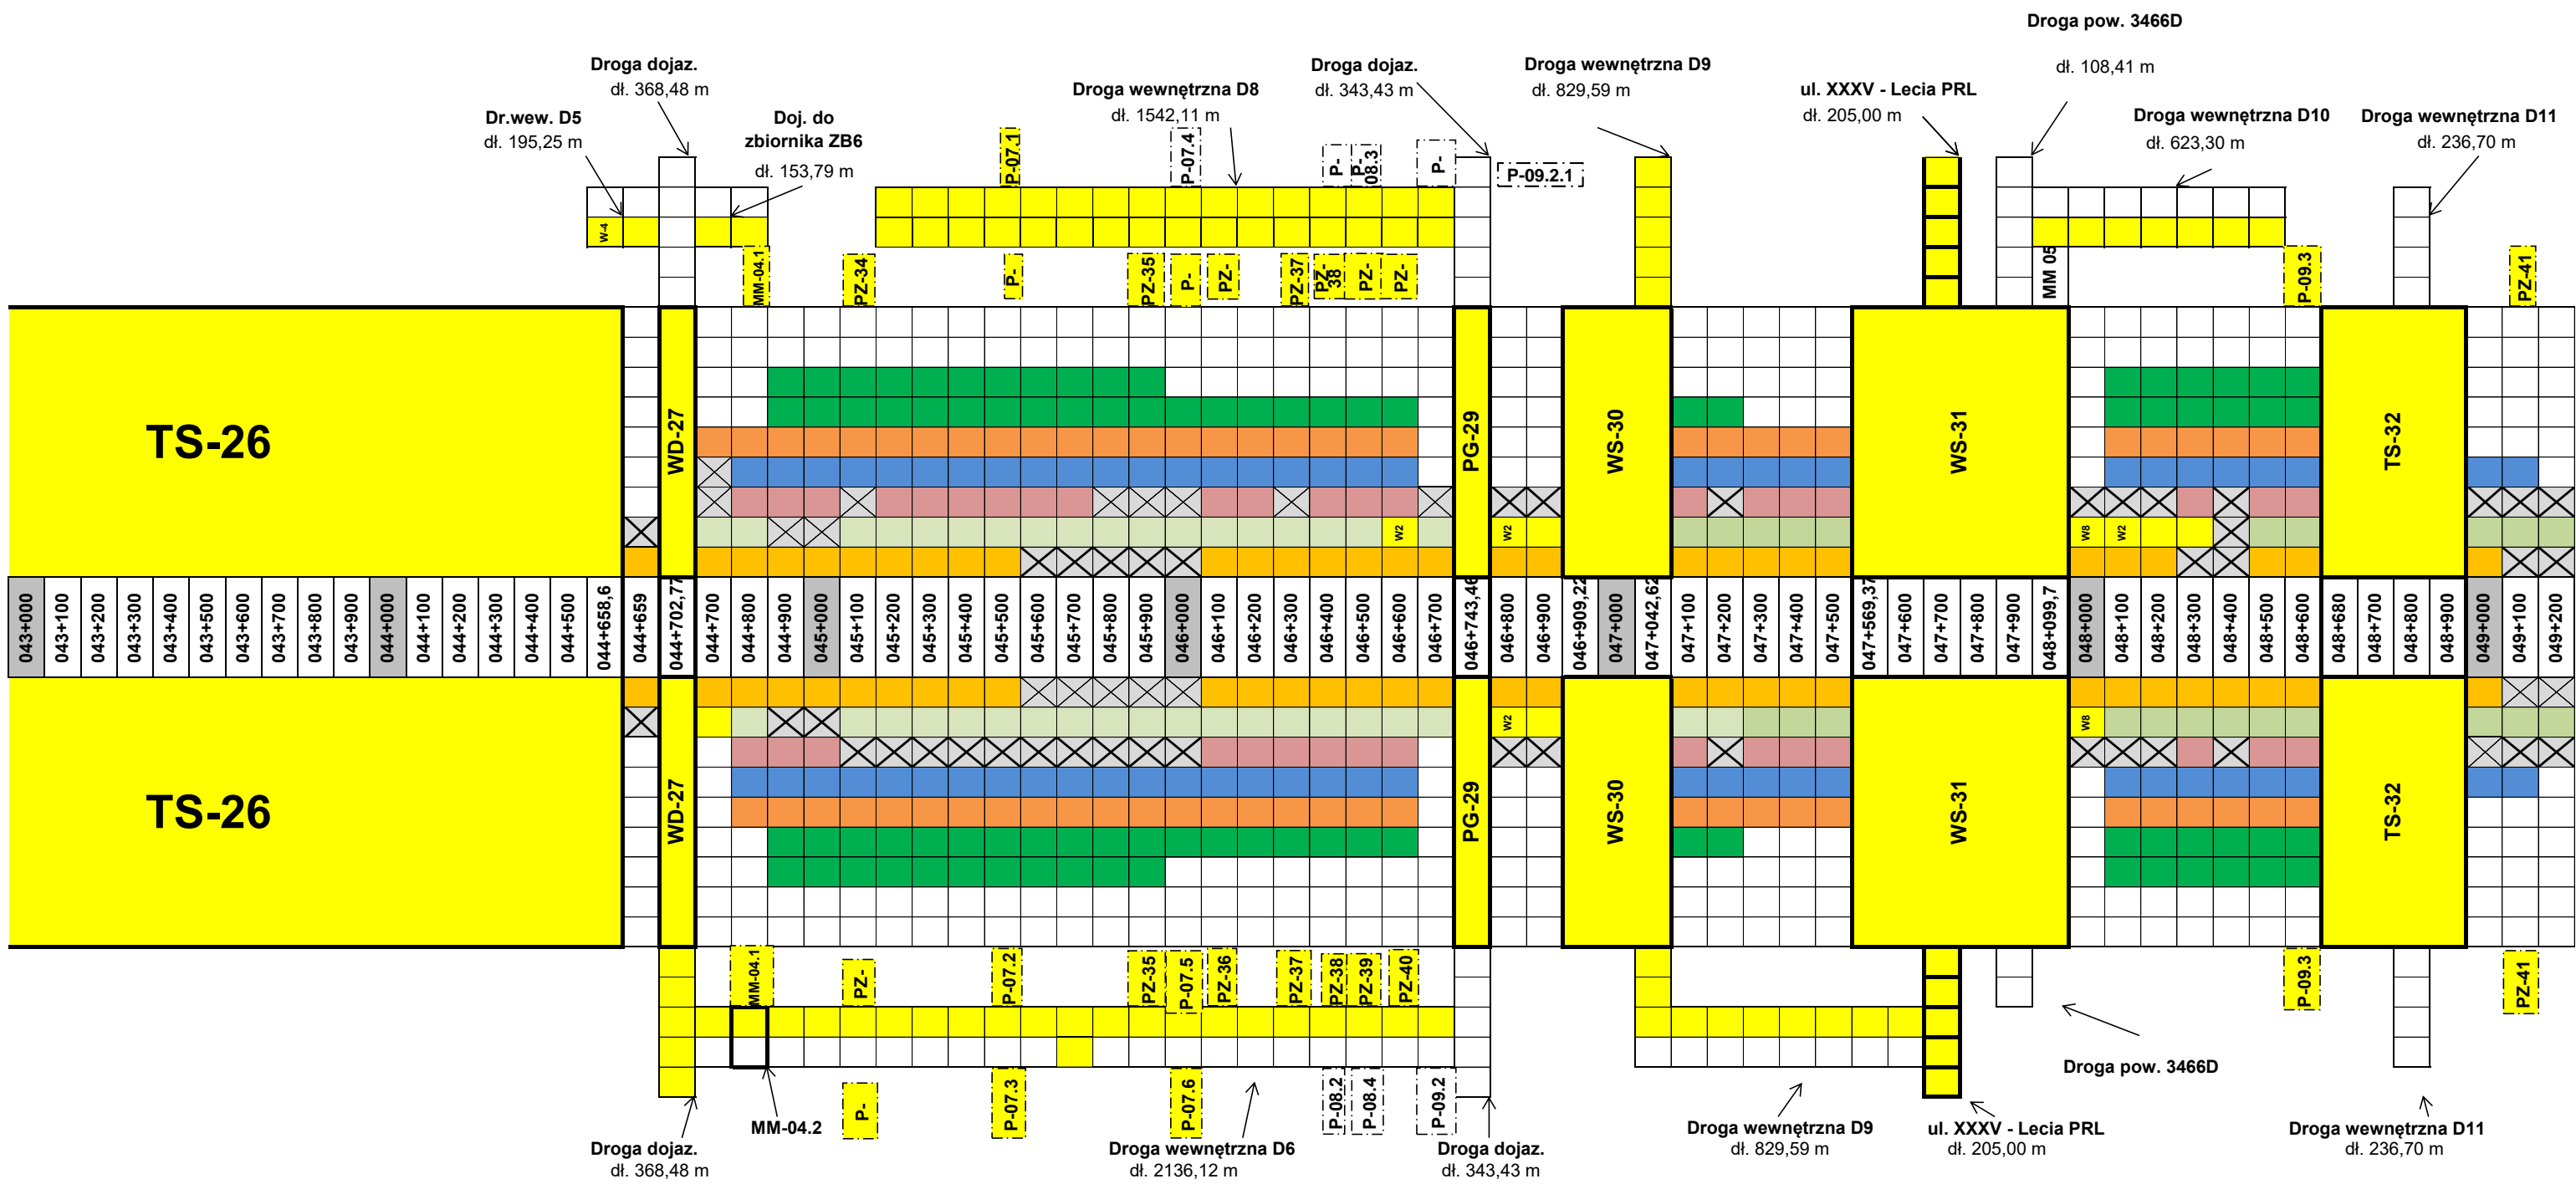 Droga pow. 3466D
dł. 108,41 m
Droga dojaz.
dł. 368,48 m
Droga dojaz.
dł. 343,43 m
Droga wewnętrzna D9
dł. 829,59 m
Droga wewnętrzna D8
dł. 1542,11 m
ul. XXXV - Lecia PRL
dł. 205,00 m
Dr.wew. D5
dł. 195,25 m
Doj. do
zbiornika ZB6
dł. 153,79 m
Droga wewnętrzna D10
dł. 623,30 m
Droga wewnętrzna D11
dł. 236,70 m
P-07.1
P-07.4
P-
P-
08.3
P-
P-09.2.1
W-4
MM-04.1
PZ-34
P-
PZ-35
P-
PZ-
PZ-37
PZ-
38
PZ-
PZ-
MM 05
P-09.3
PZ-41
TS-26
WD-27
PG-29
WS-30
WS-31
TS-32
W2
W2
W8
W2
043+000
043+100
043+200
043+300
043+400
043+500
043+600
043+700
043+800
043+900
044+000
044+100
044+200
044+300
044+400
044+500
044+658,6
044+659
044+702,77
044+700
044+800
044+900
045+000
045+100
045+200
045+300
045+400
045+500
045+600
045+700
045+800
045+900
046+000
046+100
046+200
046+300
046+400
046+500
046+600
046+700
046+743,46
046+800
046+900
046+909,22
047+000
047+042,62
047+100
047+200
047+300
047+400
047+500
047+569,37
047+600
047+700
047+800
047+900
048+099,7
048+000
048+100
048+200
048+300
048+400
048+500
048+600
048+680
048+700
048+800
048+900
049+000
049+100
049+200
W2
W8
TS-26
WD-27
PG-29
WS-30
WS-31
TS-32
MM-04.1
PZ-
P-07.2
PZ-35
P-07.5
PZ-36
PZ-37
PZ-38
PZ-39
PZ-40
P-09.3
PZ-41
P-
P-07.3
P-07.6
P-08.2
P-08.4
P-09.2
Droga pow. 3466D
MM-04.2
Droga dojaz.
dł. 368,48 m
Droga wewnętrzna D6
dł. 2136,12 m
Droga dojaz.
dł. 343,43 m
Droga wewnętrzna D9
dł. 829,59 m
ul. XXXV - Lecia PRL
dł. 205,00 m
Droga wewnętrzna D11
dł. 236,70 m